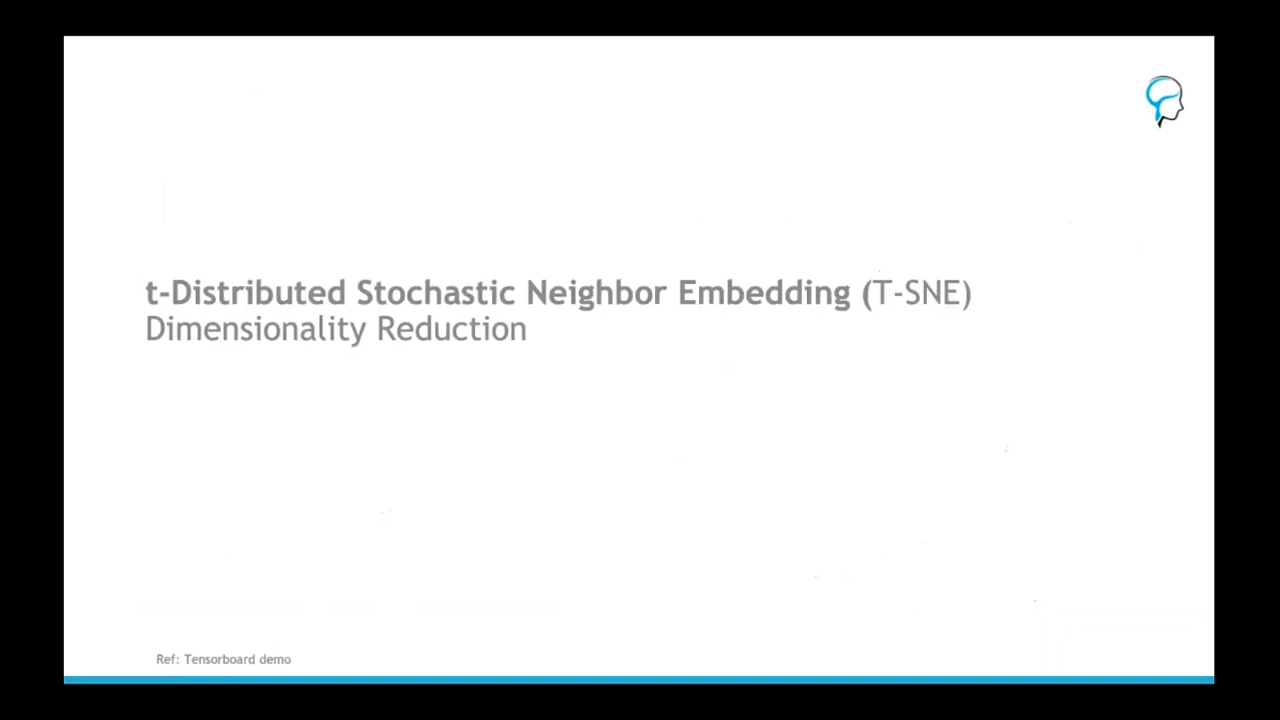 t-Distributed Stochastic Neighbor Embedding (T-SNE)
Dimensionality Reduction
Ref: Tensorboard demo